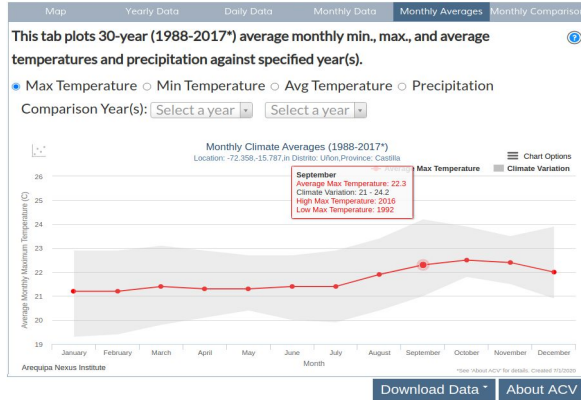 Map Yearly Data Daily Data Monthly Data Monthly Averages Monthly Comparison
This tab plots 30-year (1988-2017*) average monthly min., max., and average
temperatures and precipitation against specified year(s).
?
Max Temperature Min Temperature Avg Temperature Precipitation
Comparison Year(s): Select a year Select a year
Monthly Climate Averages (1988-2017*)
Location: -72.358,-15.787,in Distrito: Uñon,Province: Castilla
Chart Options
Average Max Temperature Climate Variation
September
Average Max Temperature: 22.3
Climate Variation: 21 - 24.2
High Max Temperature: 2016
Low Max Temperature: 1992
Average Monthly Maximum Temperature (C)
26
25
24
23
22
21
20
19
January February March April May June July August September October November December
Month
Arequipa Nexus Institute
*See 'About ACV' for details. Created 7/1/2020
Download Data About ACV